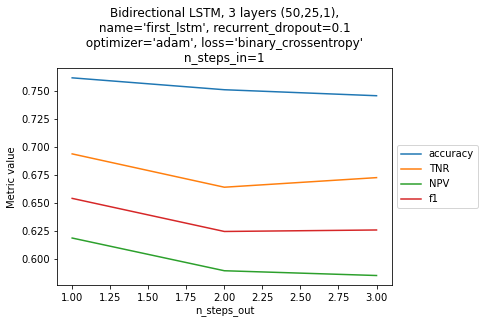 Bidirectional LSTM, 3 layers (50,25,1),
name='first_lstm', recurrent_dropout=0.1
optimizer='adam', loss='binary_crossentropy'
n_steps_in=1
Metric value
0.750
0.725
0.700
0.675
0.650
0.625
0.600
1.00 1.25 1.50 1.75 2.00 2.25 2.50 2.75 3.00
n_steps_out
accuracy
TNR
NPV
f1